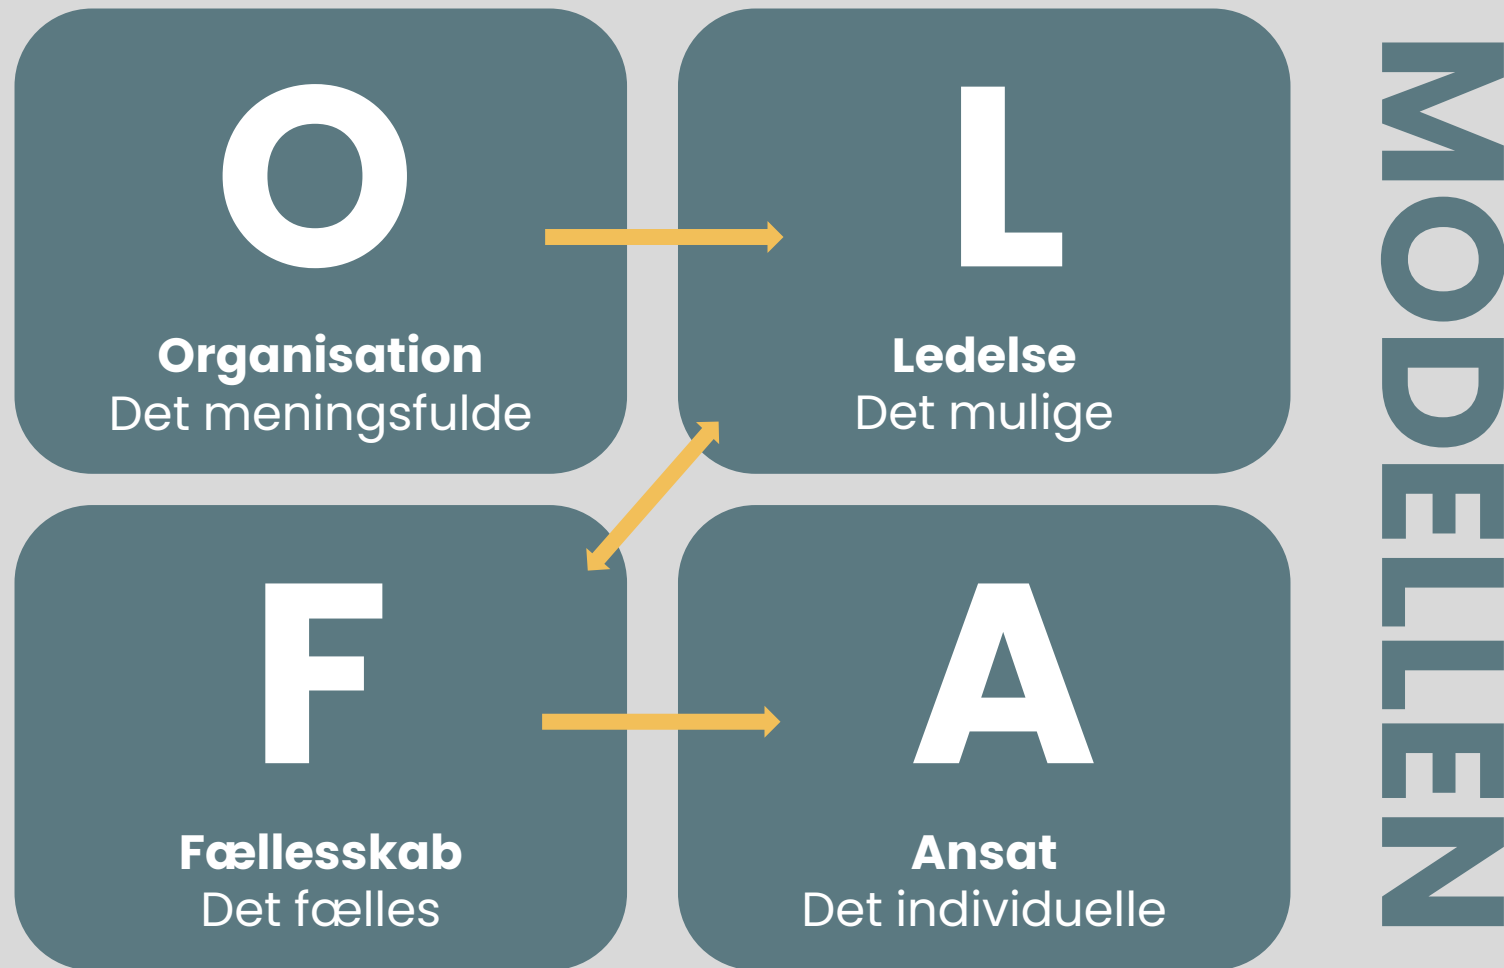 O
Organisation
Det meningsfulde
L
Ledelse
Det mulige
F
Fællesskab
Det fælles
A
Ansat
Det individuelle
MODELLEN